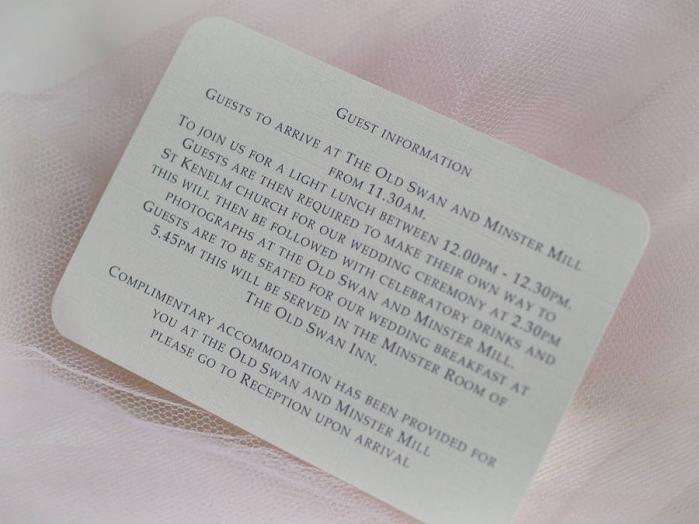 Guest information
Guests to arrive at The Old Swan and Minster Mill
from 11.30am.
To join us for a light lunch between 12.00pm - 12.30pm.
Guests are then required to make their own way to
St Kenelm church for our wedding ceremony at 2.30pm
this will then be followed with celebratory drinks and
photographs at the Old Swan and Minster Mill.
Guests are to be seated for our wedding breakfast at
5.45pm this will be served in the Minster Room of
The Old Swan Inn.
Complimentary accommodation has been provided for
you at the Old Swan and Minster Mill
please go to Reception upon arrival